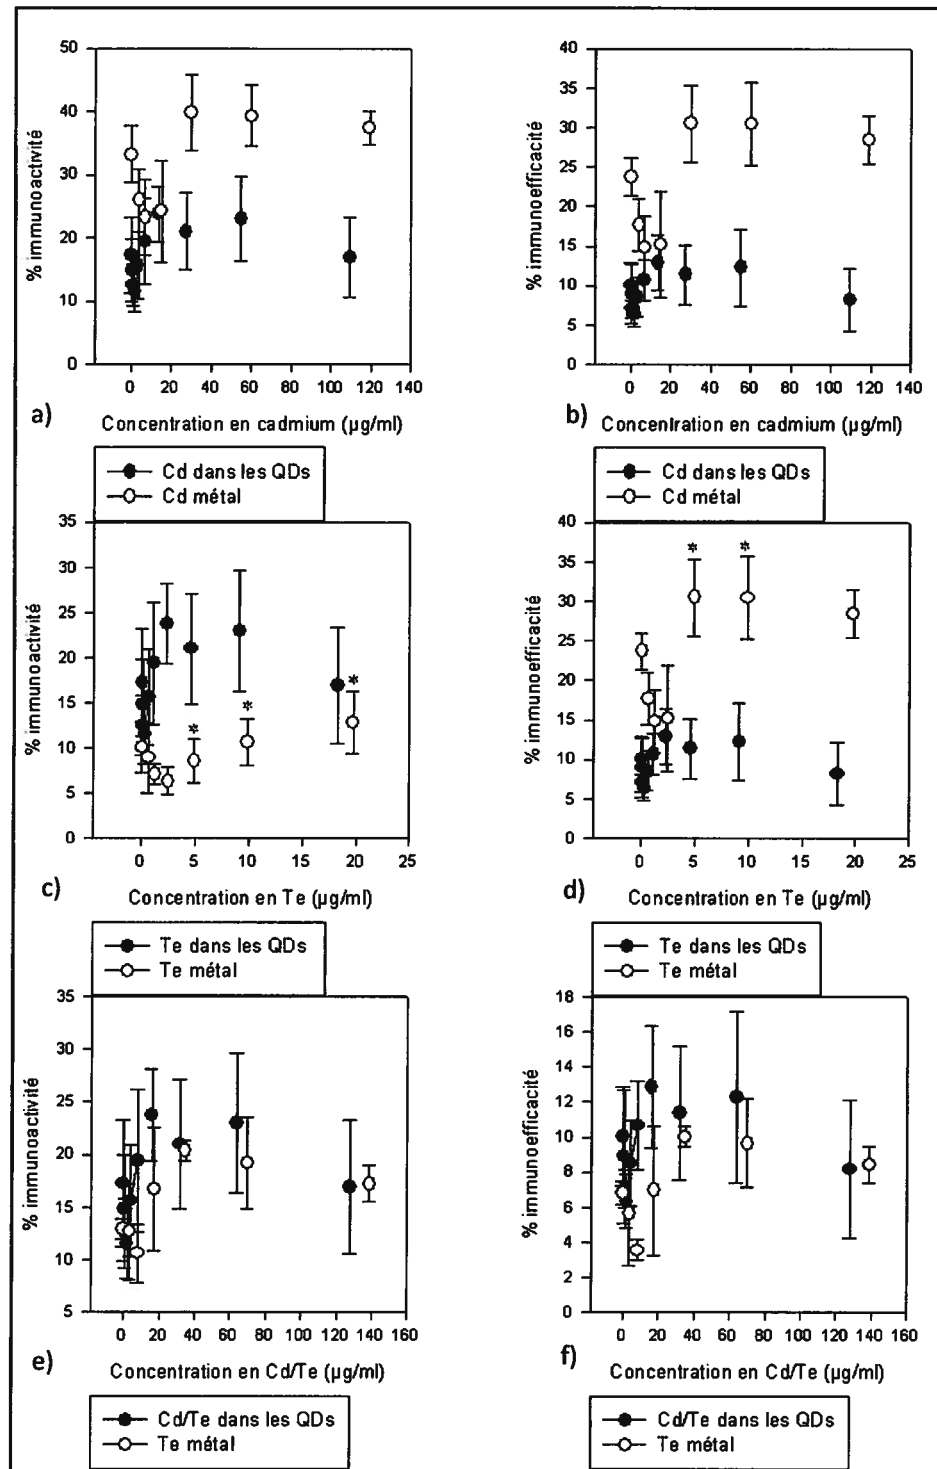 50
40
30
20
10
0
% immunoactivité
0 20 40 60 80 100 120 140
a) Concentration en cadmium (µg/ml)
Cd dans les QDs
Cd métal
40
35
30
25
20
15
10
5
0
% immunoefficacité
0 20 40 60 80 100 120 140
b) Concentration en cadmium (µg/ml)
Cd dans les QDs
Cd métal
35
30
25
20
15
10
5
0
% immunoactivité
* * *
0 5 10 15 20 25
c) Concentration en Te (µg/ml)
Te dans les QDs
Te métal
40
35
30
25
20
15
10
5
0
% immunoefficacité
* *
0 5 10 15 20 25
d) Concentration en Te (µg/ml)
Te dans les QDs
Te métal
35
30
25
20
15
10
5
% immunoactivité
0 20 40 60 80 100 120 140 160
e) Concentration en Cd/Te (µg/ml)
Cd/Te dans les QDs
Te métal
18
16
14
12
10
8
6
4
2
0
% immunoefficacité
0 20 40 60 80 100 120 140 160
f) Concentration en Cd/Te (µg/ml)
Cd/Te dans les QDs
Te métal